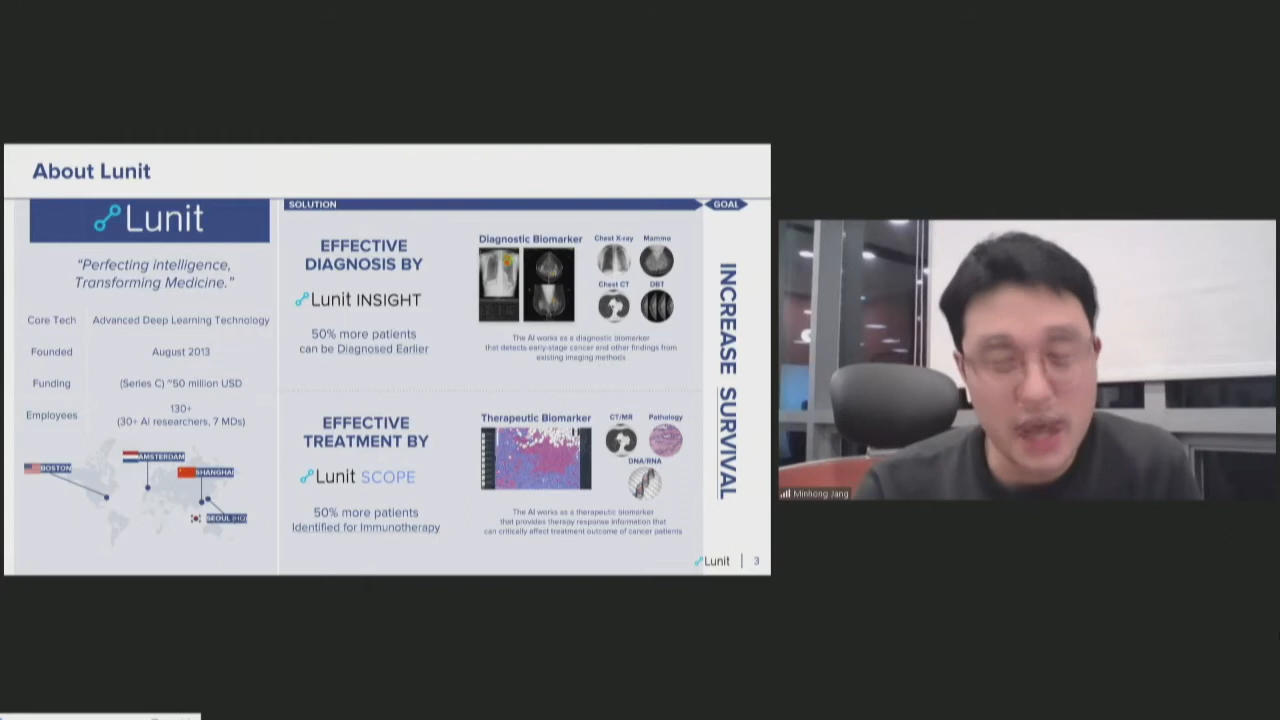 About Lunit
Lunit
“Perfecting intelligence,
Transforming Medicine.”
Core Tech
Advanced Deep Learning Technology
Founded
August 2013
Funding
(Series C) ~50 million USD
Employees
130+
(30+ AI researchers, 7 MDs)
BOSTON
AMSTERDAM
SHANGHAI
SEOUL (HQ)
SOLUTION
GOAL
EFFECTIVE
DIAGNOSIS BY
Lunit INSIGHT
50% more patients
can be Diagnosed Earlier
Diagnostic Biomarker
Chest X-ray
Mammo
Chest CT
DBT
The AI works as a diagnostic biomarker
that detects early-stage cancer and other findings from
existing imaging methods
EFFECTIVE
TREATMENT BY
Lunit SCOPE
50% more patients
Identified for Immunotherapy
Therapeutic Biomarker
CT/MR
Pathology
DNA/RNA
The AI works as a therapeutic biomarker
that provides therapy response information that
can critically affect treatment outcome of cancer patients
INCREASE SURVIVAL
Lunit
3
Minhong Jang